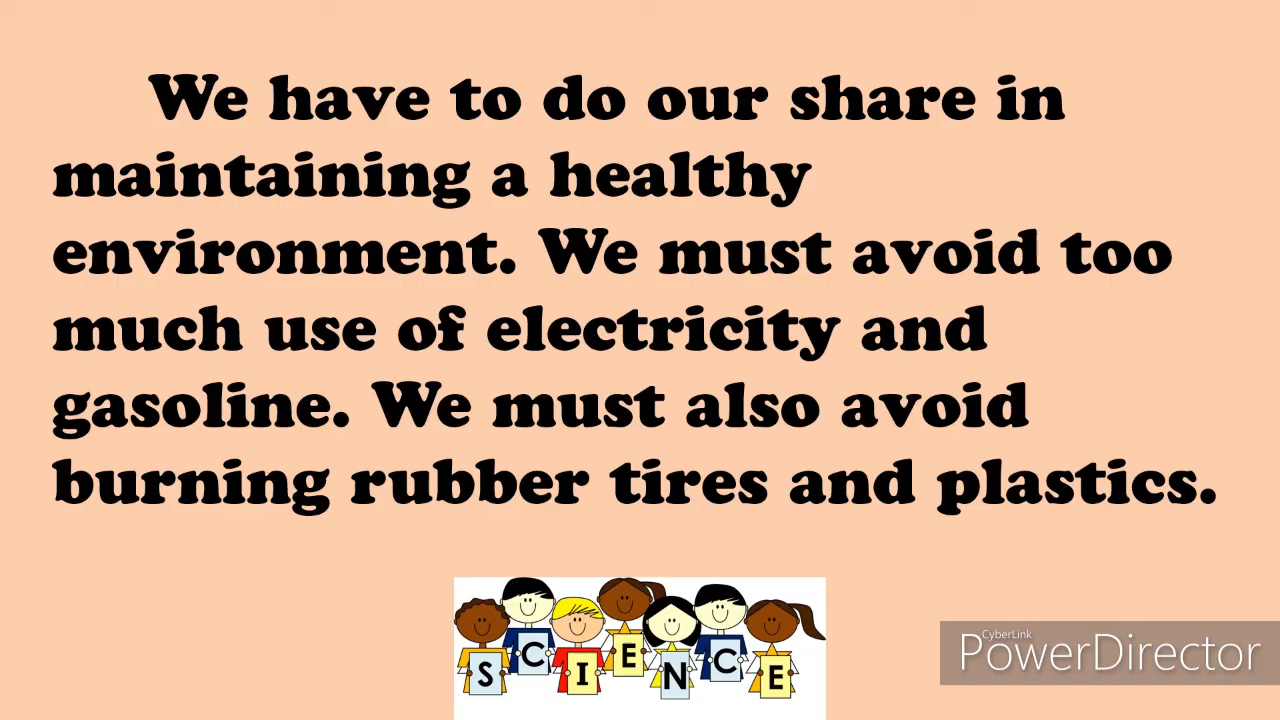 We have to do our share in
maintaining a healthy
environment. We must avoid too
much use of electricity and
gasoline. We must also avoid
burning rubber tires and plastics.
SCIENCE
CyberLink
PowerDirector